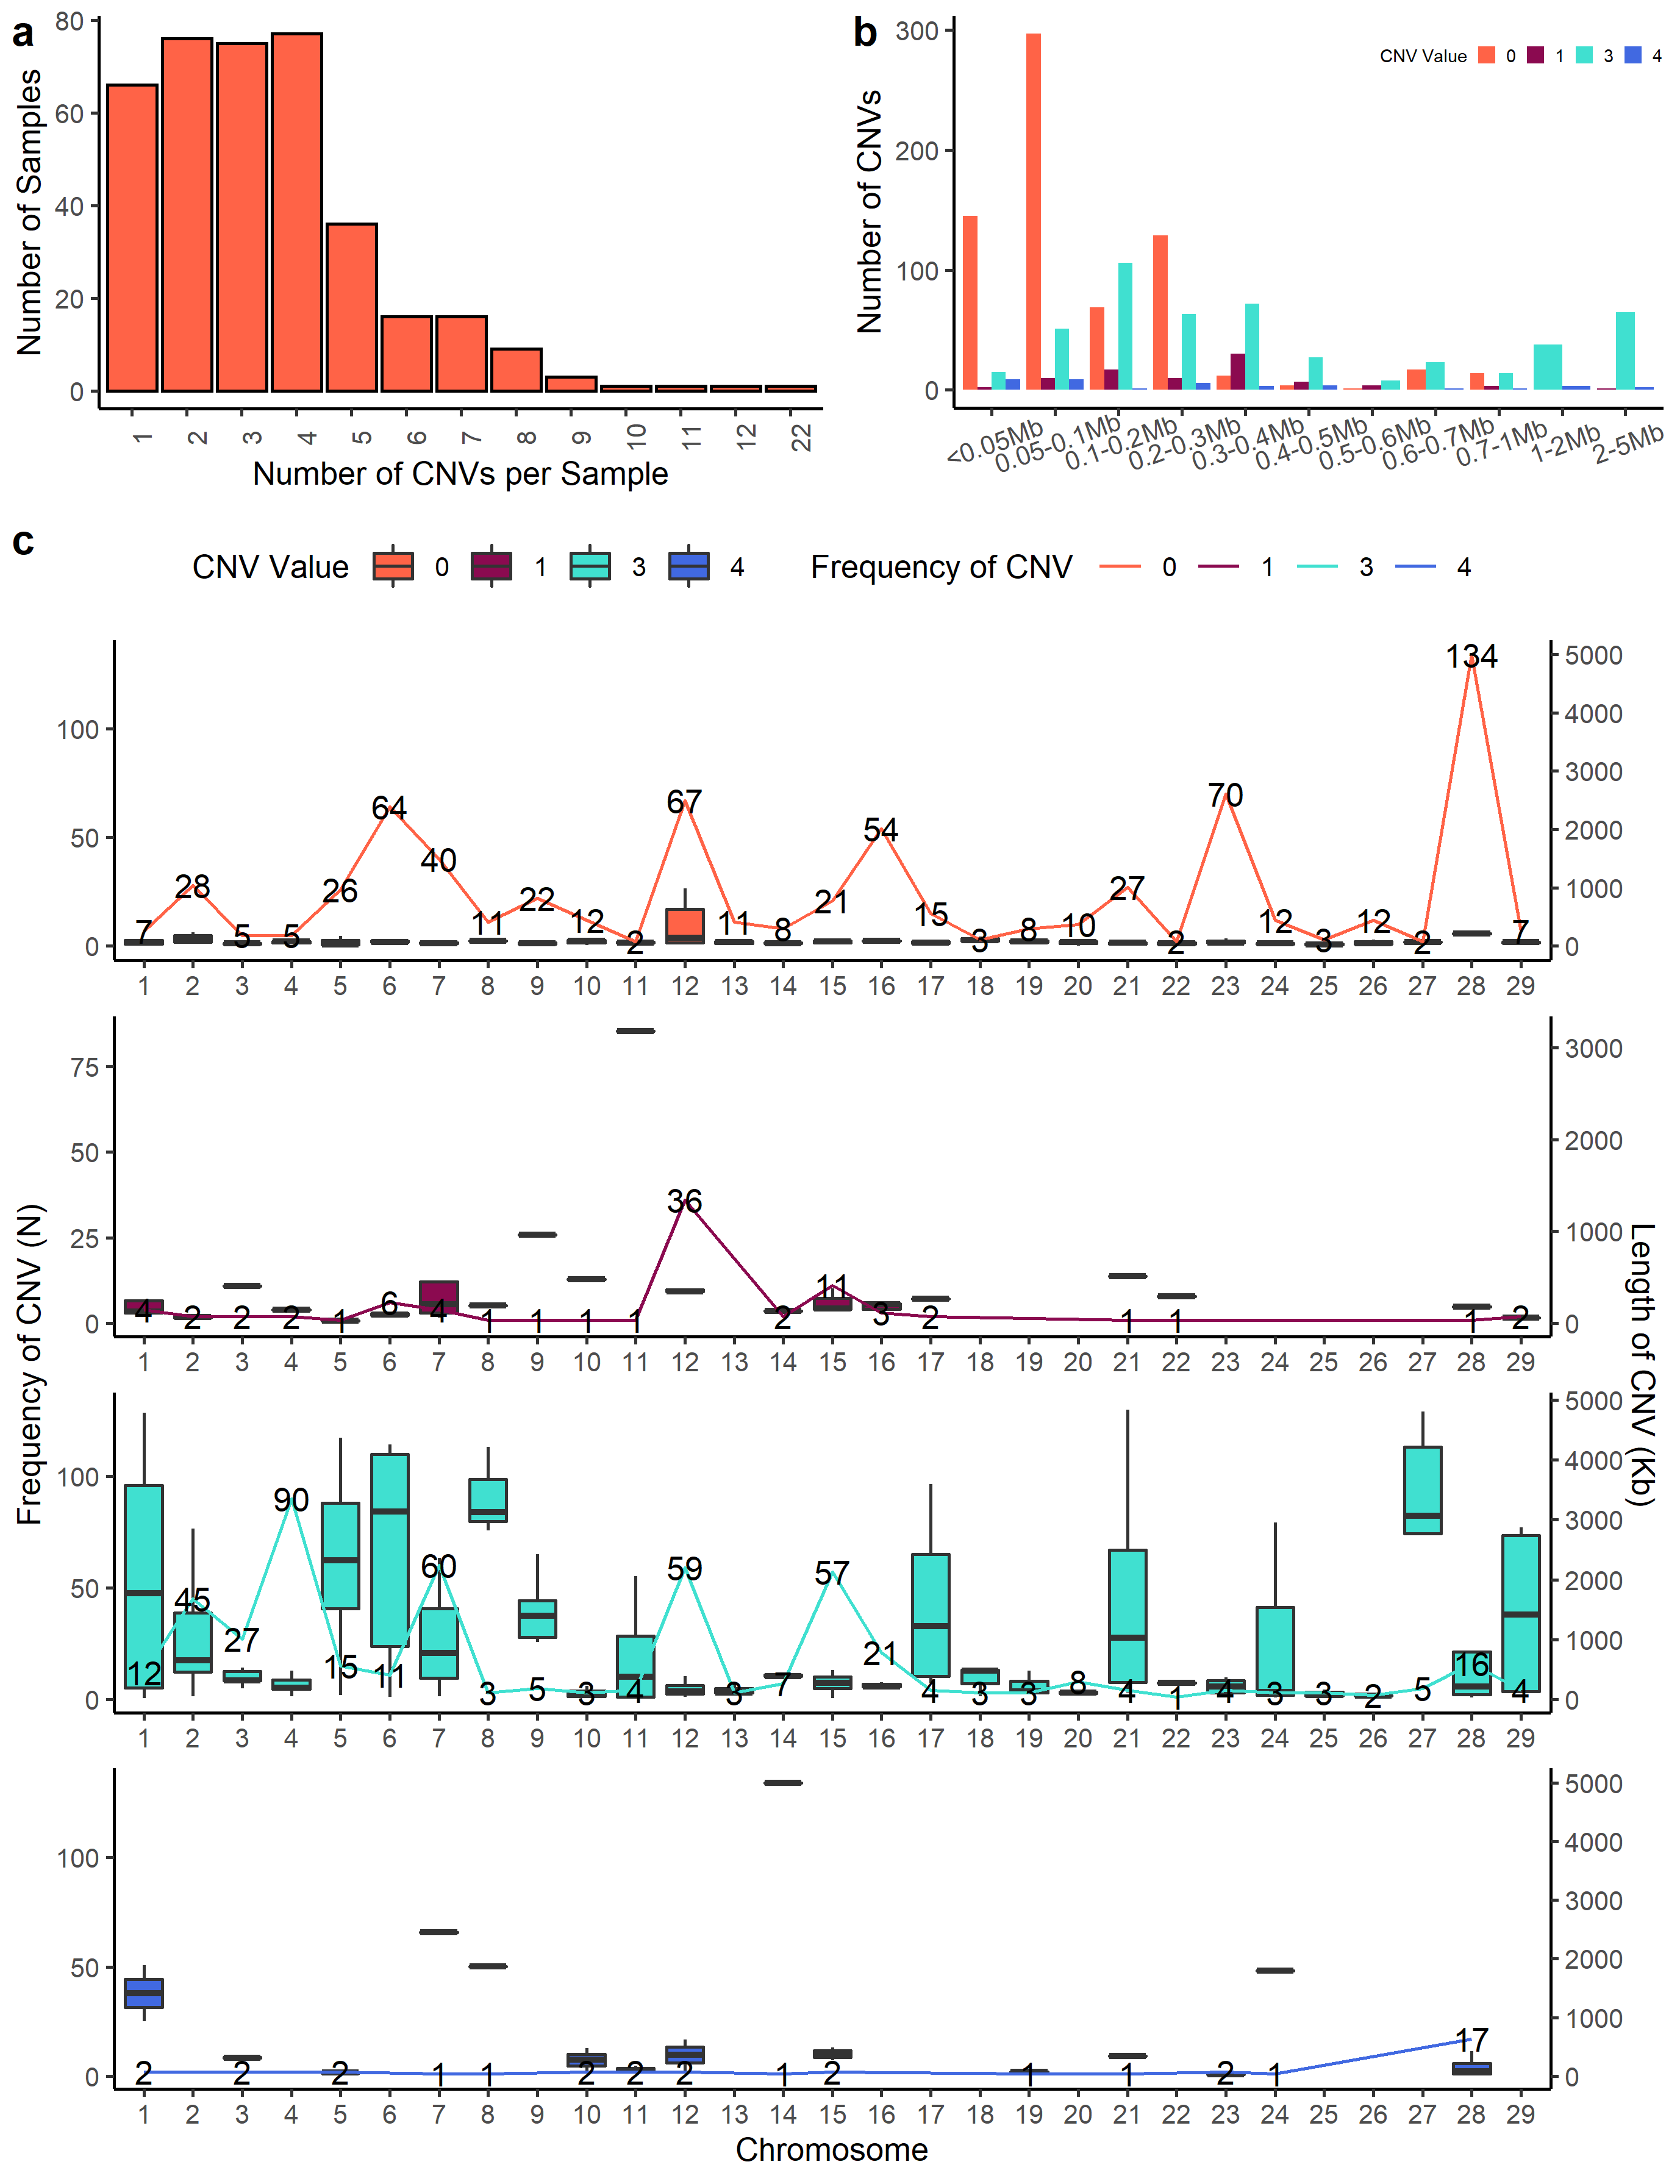 a
80
60
40
20
0
Number of Samples
1 2 3 4 5 6 7 8 9 10 11 12 22
Number of CNVs per Sample
b
300
200
100
0
Number of CNVs
CNV Value 0 1 3 4
<0.05Mb 0.05-0.1Mb 0.1-0.2Mb 0.2-0.3Mb 0.3-0.4Mb 0.4-0.5Mb 0.5-0.6Mb 0.6-0.7Mb 0.7-1Mb 1-2Mb 2-5Mb
c
CNV Value 0 1 3 4 Frequency of CNV 0 1 3 4
Frequency of CNV (N)
Length of CNV (Kb)
100
50
0
7 28 5 5 26 64 40 11 22 12 2 67 11 8 21 54 15 3 8 10 27 2 70 12 3 12 2 134 7
5000
4000
3000
2000
1000
0
1 2 3 4 5 6 7 8 9 10 11 12 13 14 15 16 17 18 19 20 21 22 23 24 25 26 27 28 29
75
50
25
0
4 2 2 2 1 6 4 1 1 1 1 36 2 11 3 2 1 1 1 2
3000
2000
1000
0
1 2 3 4 5 6 7 8 9 10 11 12 13 14 15 16 17 18 19 20 21 22 23 24 25 26 27 28 29
100
50
0
12 45 27 90 15 11 60 3 5 3 4 59 3 7 57 21 4 3 3 8 4 1 4 3 3 2 5 16 4
5000
4000
3000
2000
1000
0
1 2 3 4 5 6 7 8 9 10 11 12 13 14 15 16 17 18 19 20 21 22 23 24 25 26 27 28 29
100
50
0
2 2 2 1 1 2 2 2 1 2 1 1 2 1 17
5000
4000
3000
2000
1000
0
1 2 3 4 5 6 7 8 9 10 11 12 13 14 15 16 17 18 19 20 21 22 23 24 25 26 27 28 29
Chromosome